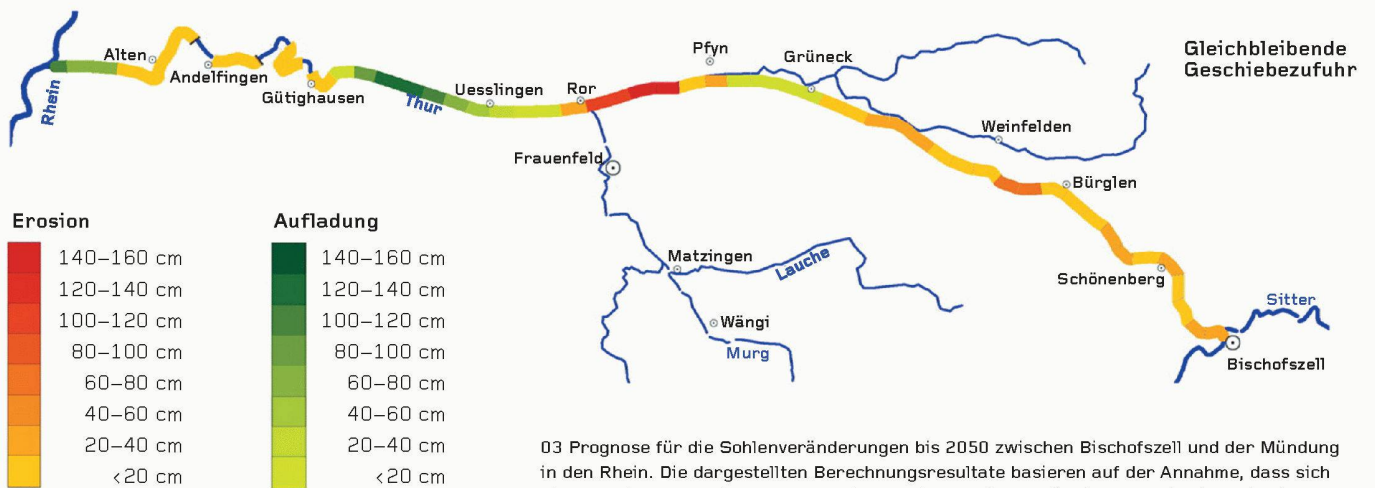 Gleichbleibende
Geschiebezufuhr
Pfyn
Grüneck
Alten
Andelfingen
Gütighausen
Uesslingen
Ror
Rhein
Thur
Weinfelden
Frauenfeld
Bürglen
Matzingen
Lauche
Schönenberg
Wängi
Murg
Sitter
Bischofszell
Erosion
140–160 cm
120–140 cm
100–120 cm
80–100 cm
60–80 cm
40–60 cm
20–40 cm
<20 cm
Aufladung
140–160 cm
120–140 cm
100–120 cm
80–100 cm
60–80 cm
40–60 cm
20–40 cm
<20 cm
03 Prognose für die Sohlenveränderungen bis 2050 zwischen Bischofszell und der Mündung
in den Rhein. Die dargestellten Berechnungsresultate basieren auf der Annahme, dass sich